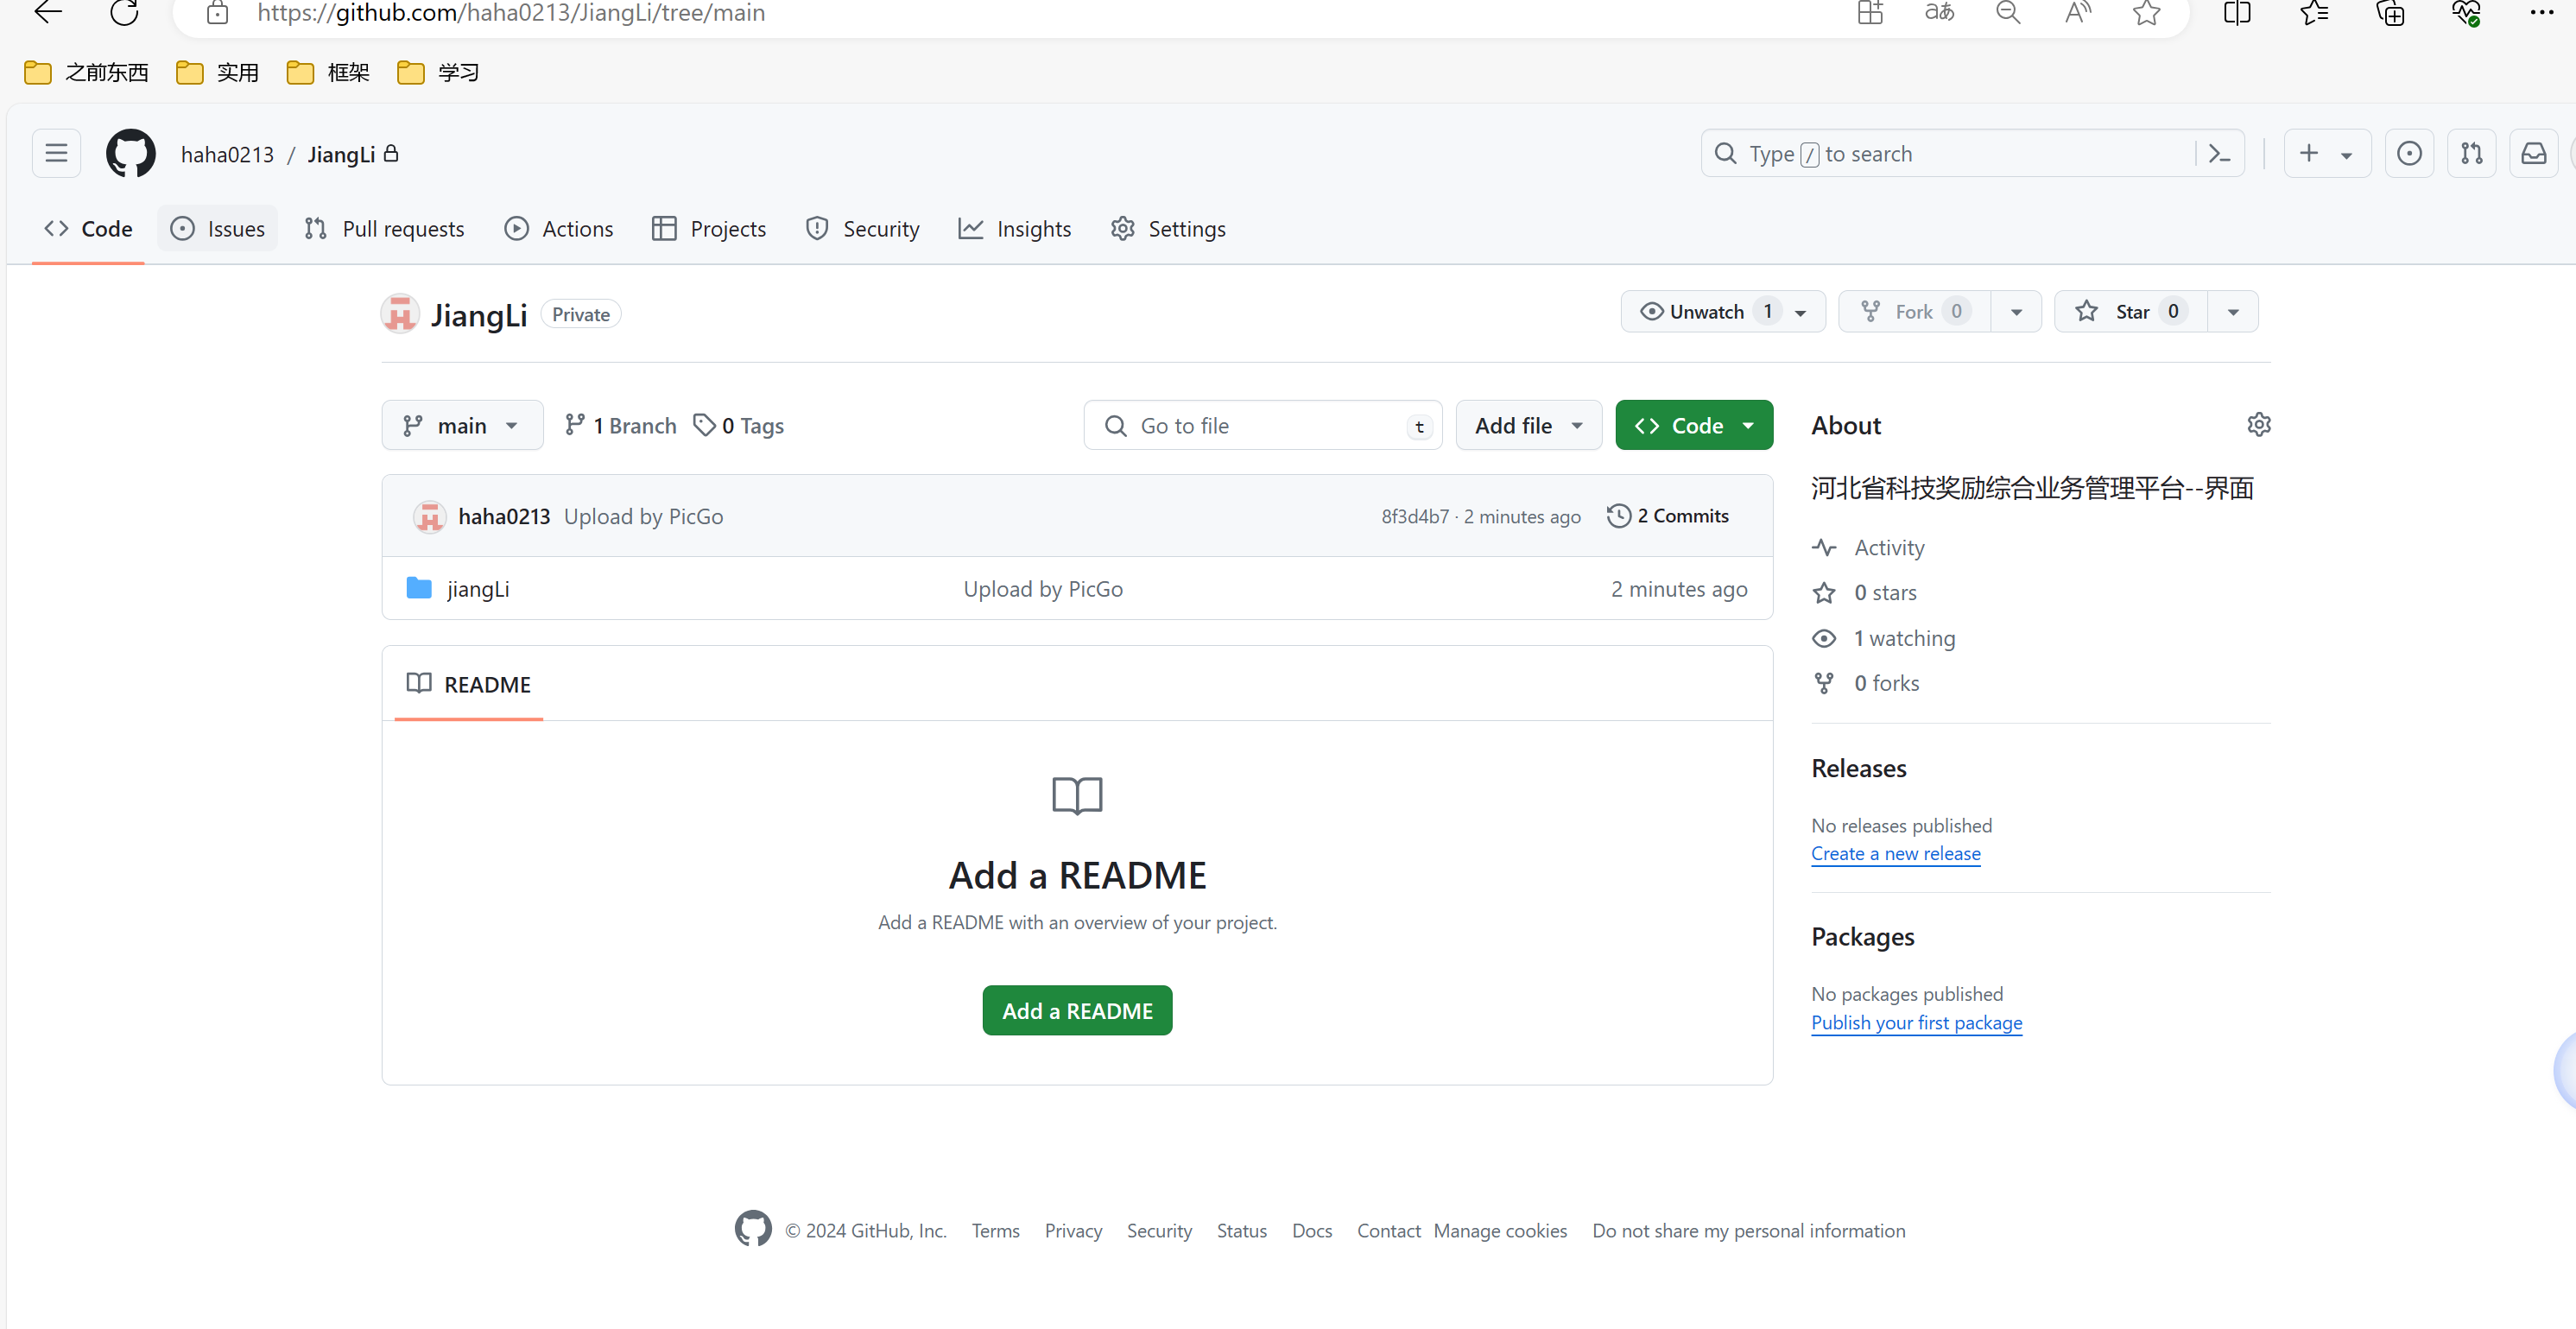 https://github.com/haha0213/JiangLi/tree/main
之前东西 实用 框架 学习
haha0213 / JiangLi
Type / to search
Code Issues Pull requests Actions Projects Security Insights Settings
JiangLi Private
Unwatch 1 Fork 0 Star 0
main 1 Branch 0 Tags
Go to file t Add file Code
haha0213 Upload by PicGo 8f3d4b7 · 2 minutes ago 2 Commits
jiangLi Upload by PicGo 2 minutes ago
README
Add a README
Add a README with an overview of your project.
Add a README
About
河北省科技奖励综合业务管理平台--界面
Activity
0 stars
1 watching
0 forks
Releases
No releases published
Create a new release
Packages
No packages published
Publish your first package
© 2024 GitHub, Inc. Terms Privacy Security Status Docs Contact Manage cookies Do not share my personal information